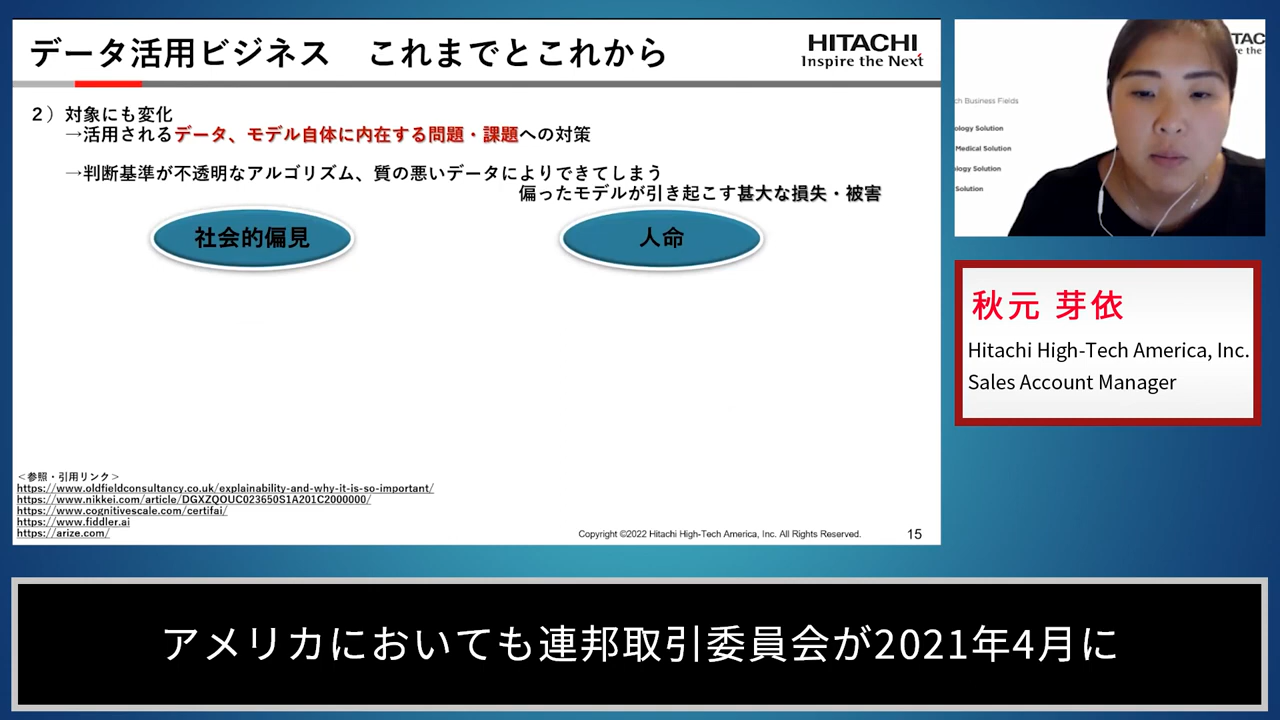 データ活用ビジネス　これまでとこれから
HITACHI
Inspire the Next
２）対象にも変化
→活用されるデータ、モデル自体に内在する問題・課題への対策
→判断基準が不透明なアルゴリズム、質の悪いデータによりできてしまう
偏ったモデルが引き起こす甚大な損失・被害
社会的偏見
人命
＜参照・引用リンク＞
https://www.oldfieldconsultancy.co.uk/explainability-and-why-it-is-so-important/
https://www.nikkei.com/article/DGXZQOUC023650S1A201C2000000/
https://www.cognitivescale.com/certifai/
https://www.fiddler.ai
https://arize.com/
Copyright ©2022 Hitachi High-Tech America, Inc. All Rights Reserved.
15
TAC
re the Ne
ch Business Fields
ology Solution
Medical Solution
ology Solution
Solution
秋元 芽依
Hitachi High-Tech America, Inc.
Sales Account Manager
アメリカにおいても連邦取引委員会が2021年4月に